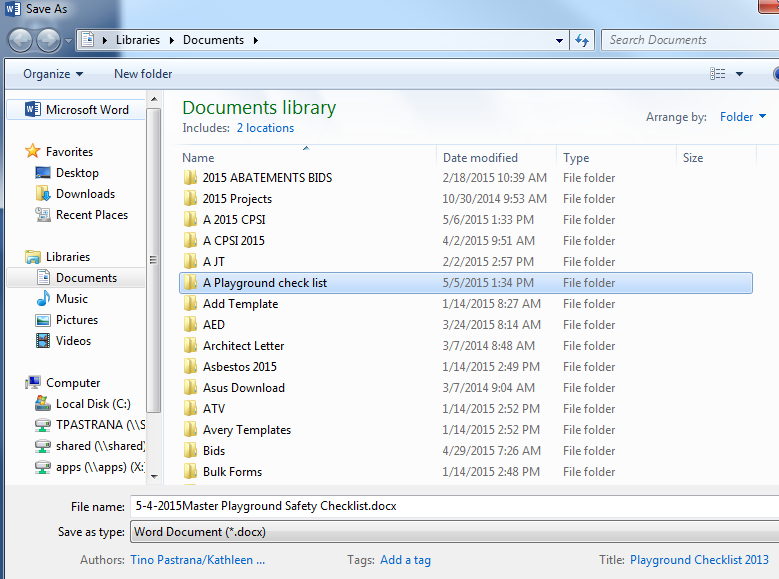 Save As
Libraries Documents
Search Documents
Organize New folder
Microsoft Word
Favorites
Desktop
Downloads
Recent Places
Libraries
Documents
Music
Pictures
Videos
Computer
Local Disk (C:)
TPASTRANA (\\S
shared (\\shared)
apps (\\apps) (X:
Documents library
Includes: 2 locations
Arrange by: Folder
Name Date modified Type Size
2015 ABATEMENTS BIDS 2/18/2015 10:39 AM File folder
2015 Projects 10/30/2014 9:53 AM File folder
A 2015 CPSI 5/6/2015 1:33 PM File folder
A CPSI 2015 4/2/2015 9:51 AM File folder
A JT 2/2/2015 2:57 PM File folder
A Playground check list 5/5/2015 1:34 PM File folder
Add Template 1/14/2015 8:27 AM File folder
AED 3/24/2015 8:14 AM File folder
Architect Letter 3/7/2014 8:48 AM File folder
Asbestos 2015 1/14/2015 2:49 PM File folder
Asus Download 3/7/2014 9:04 AM File folder
ATV 1/14/2015 2:52 PM File folder
Avery Templates 1/14/2015 2:52 PM File folder
Bids 4/29/2015 7:26 AM File folder
Bulk Forms 1/14/2015 2:48 PM File folder
File name: 5-4-2015Master Playground Safety Checklist.docx
Save as type: Word Document (*.docx)
Authors: Tino Pastrana/Kathleen ... Tags: Add a tag Title: Playground Checklist 2013